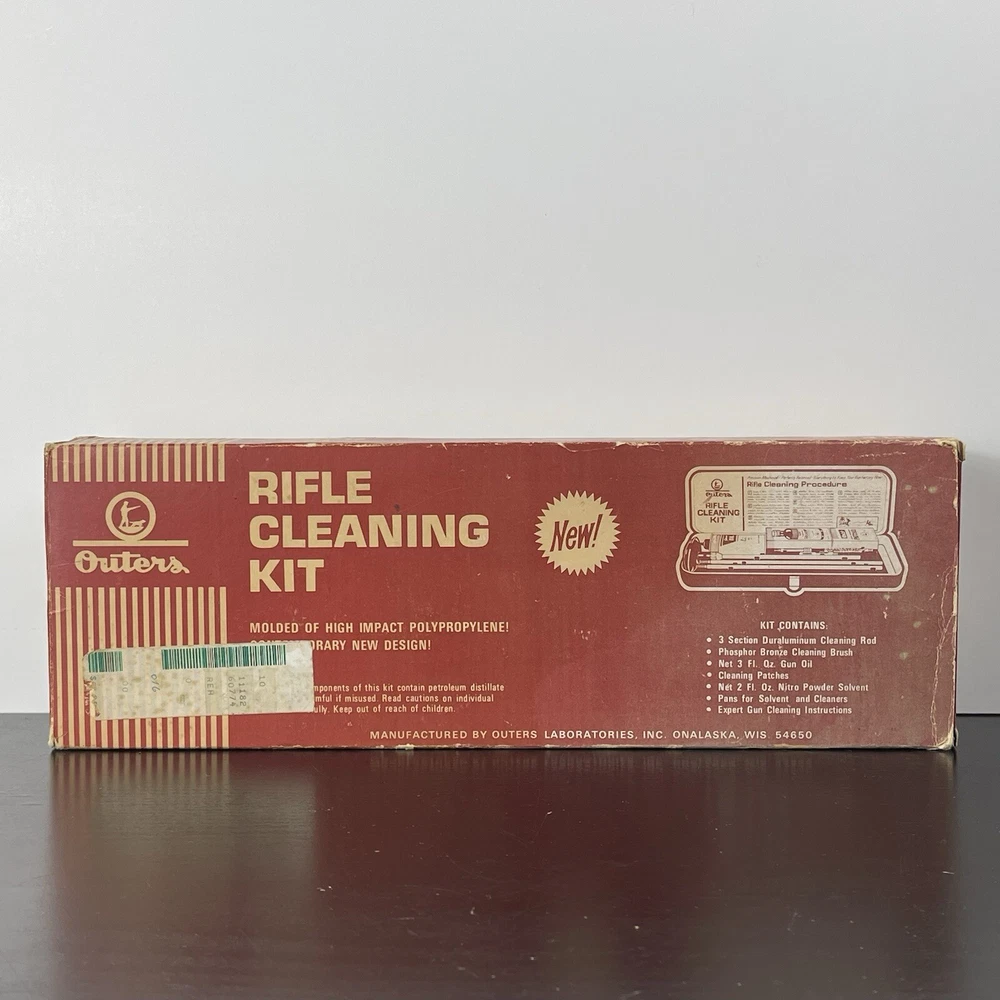 Outers
RIFLE
CLEANING
KIT
MOLDED OF HIGH IMPACT POLYPROPYLENE!
NEW DESIGN!
of this kit contain petroleum distillate
if misused. Read cautions on individual
Keep out of reach of children.
New!
Outers
RIFLE
CLEANING
KIT
Rifle Cleaning Procedure
KIT CONTAINS:
• 3 Section Duraluminum Cleaning Rod
• Phosphor Bronze Cleaning Brush
• Net 3 Fl. Oz. Gun Oil
• Cleaning Patches
• Net 2 Fl. Oz. Nitro Powder Solvent
• Pans for Solvent and Cleaners
• Expert Gun Cleaning Instructions
MANUFACTURED BY OUTERS LABORATORIES, INC. ONALASKA, WIS. 54650
10
11182
60774